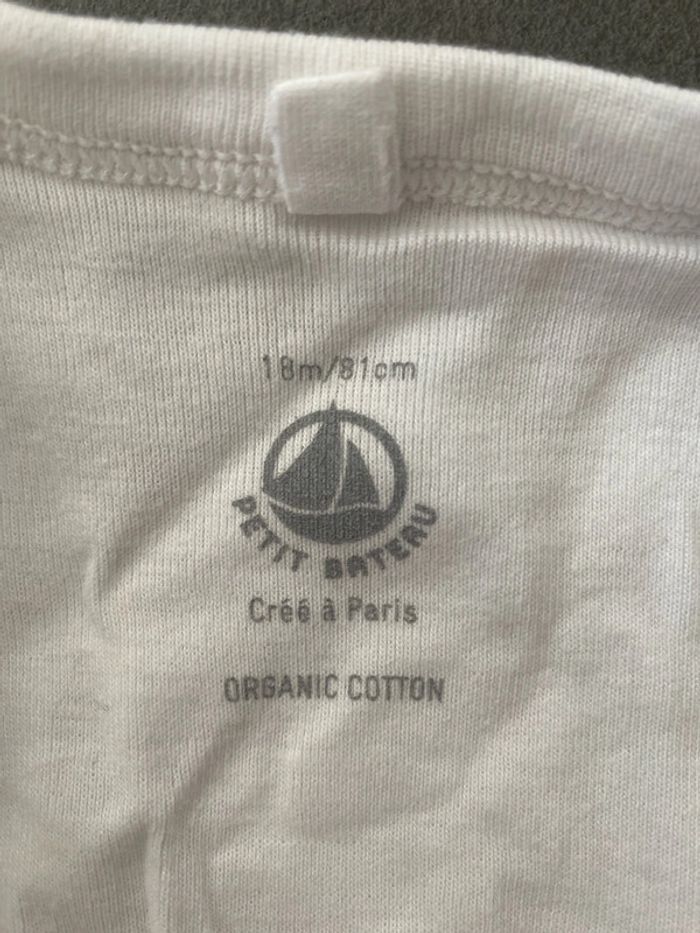 18m/81cm
PETIT BATEAU
Créé à Paris
ORGANIC COTTON